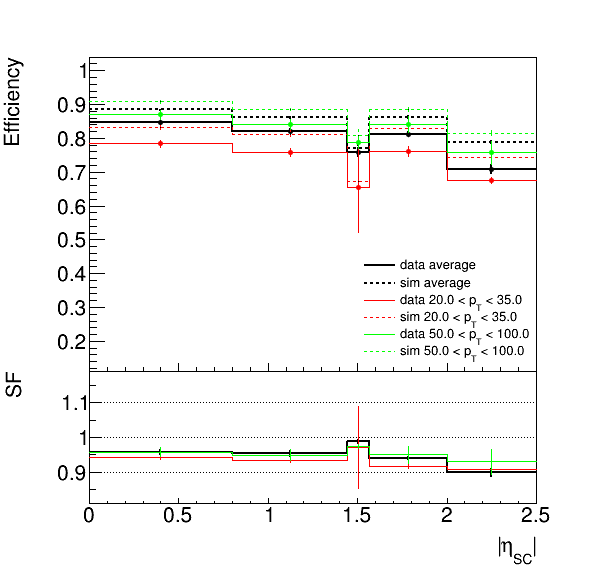 Efficiency
1
0.9
0.8
0.7
0.6
0.5
0.4
0.3
0.2
data average
sim average
data 20.0 < p_T < 35.0
sim 20.0 < p_T < 35.0
data 50.0 < p_T < 100.0
sim 50.0 < p_T < 100.0
SF
1.1
1
0.9
0 0.5 1 1.5 2 2.5
|η_SC|